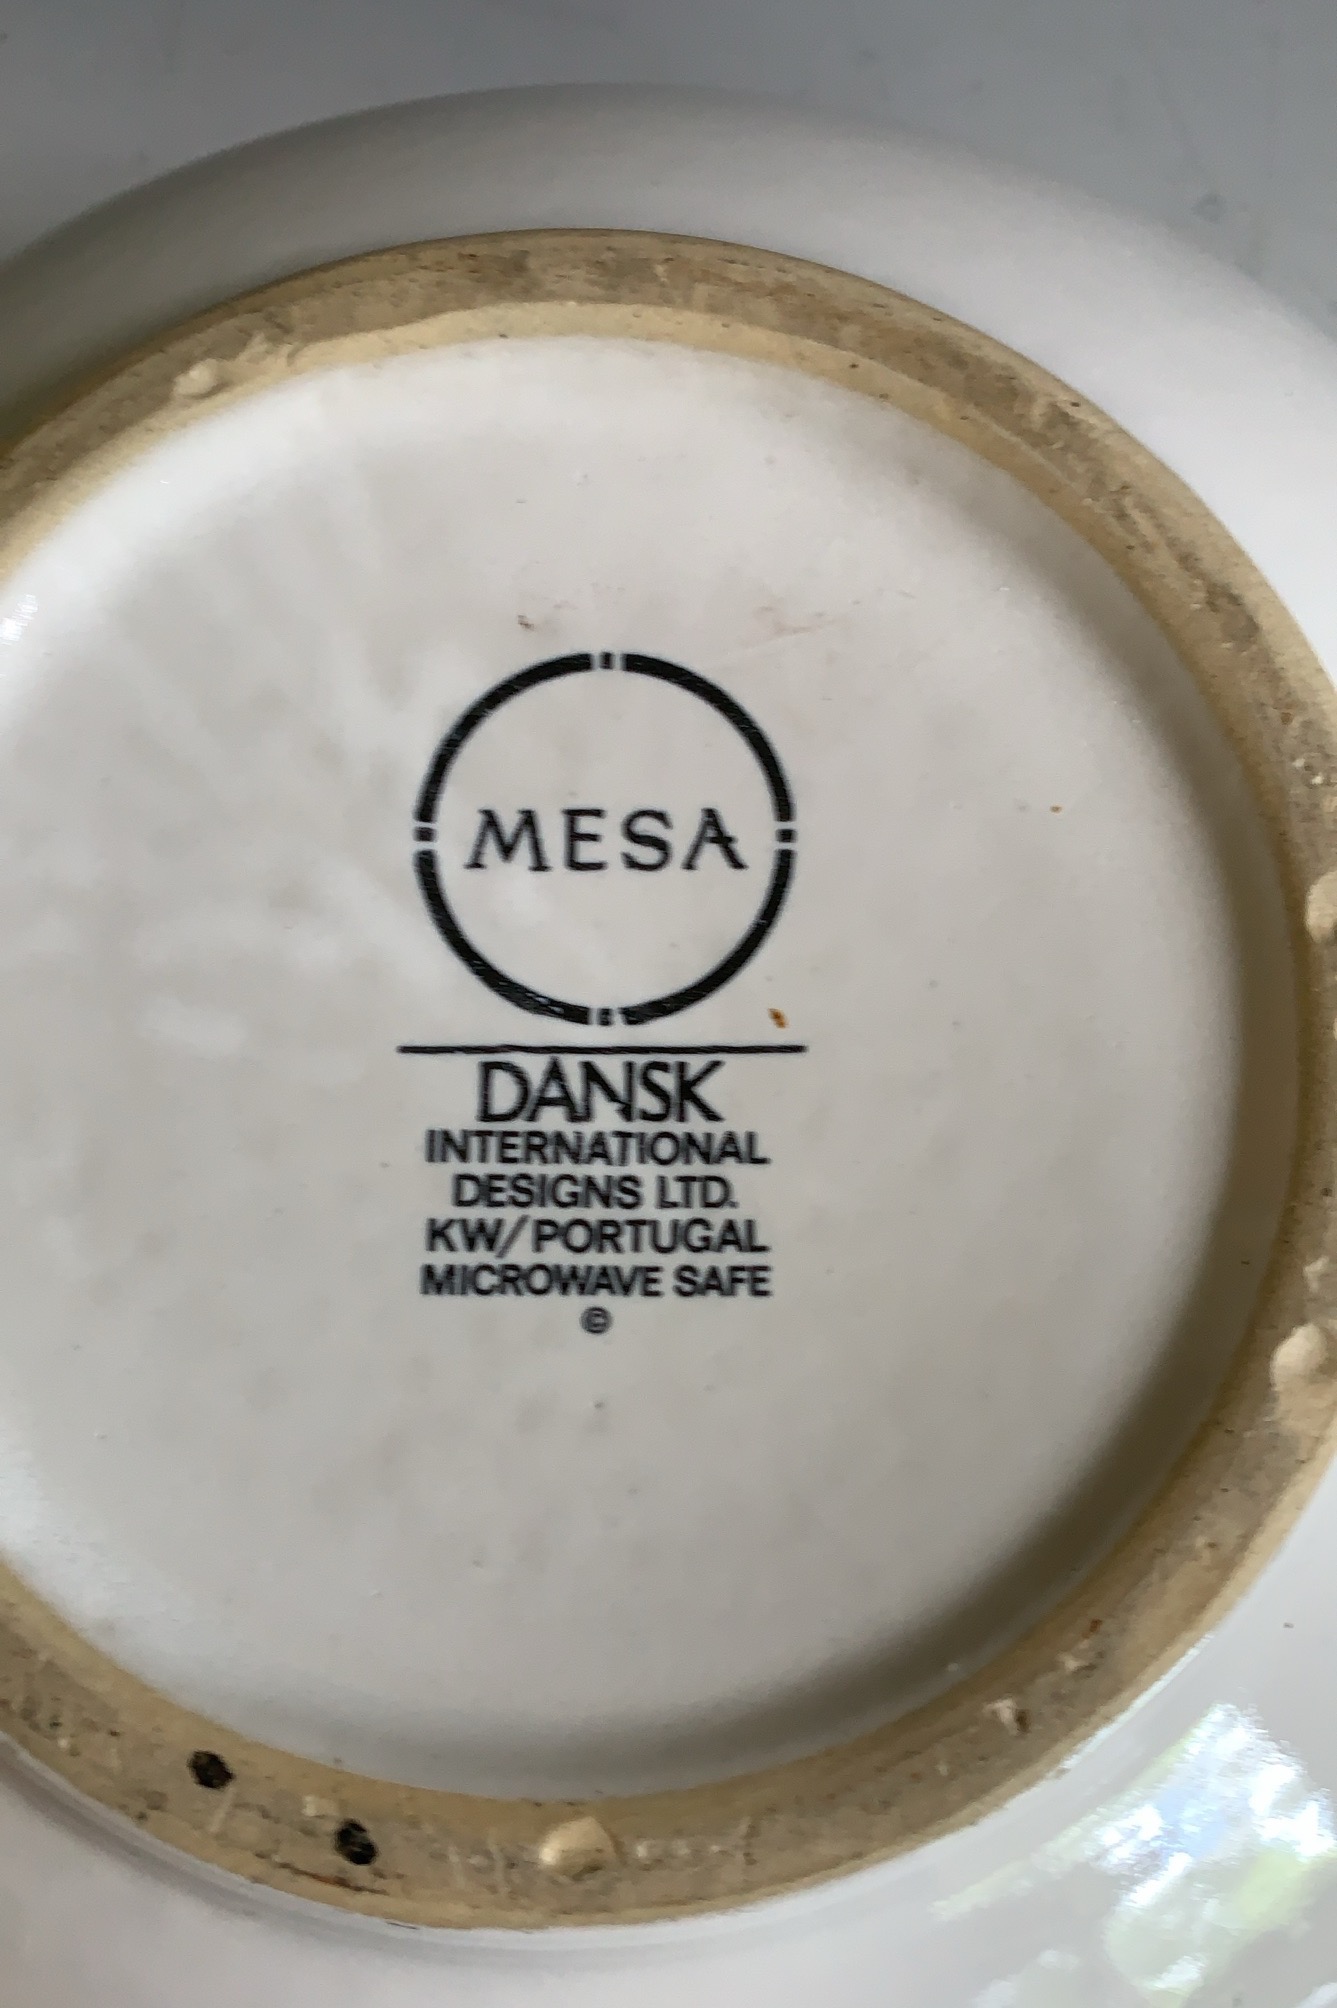 MESA
DANSK
INTERNATIONAL
DESIGNS LTD.
KW/PORTUGAL
MICROWAVE SAFE
©